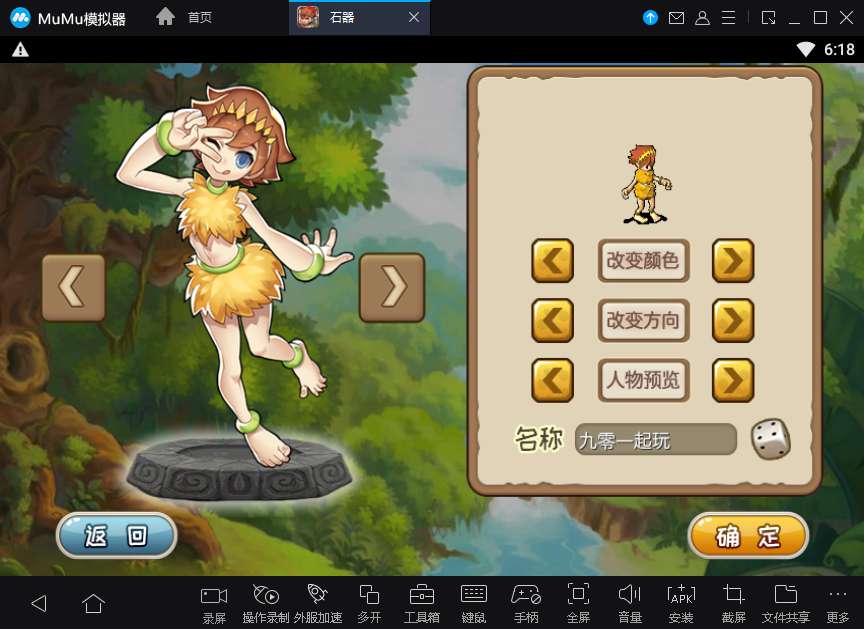 MuMu模拟器
首页
石器
6:18
改变颜色
改变方向
人物预览
名称 九零一起玩
返回
确定
录屏
操作录制
外服加速
多开
工具箱
键鼠
手柄
全屏
音量
APK
安装
截屏
文件共享
更多